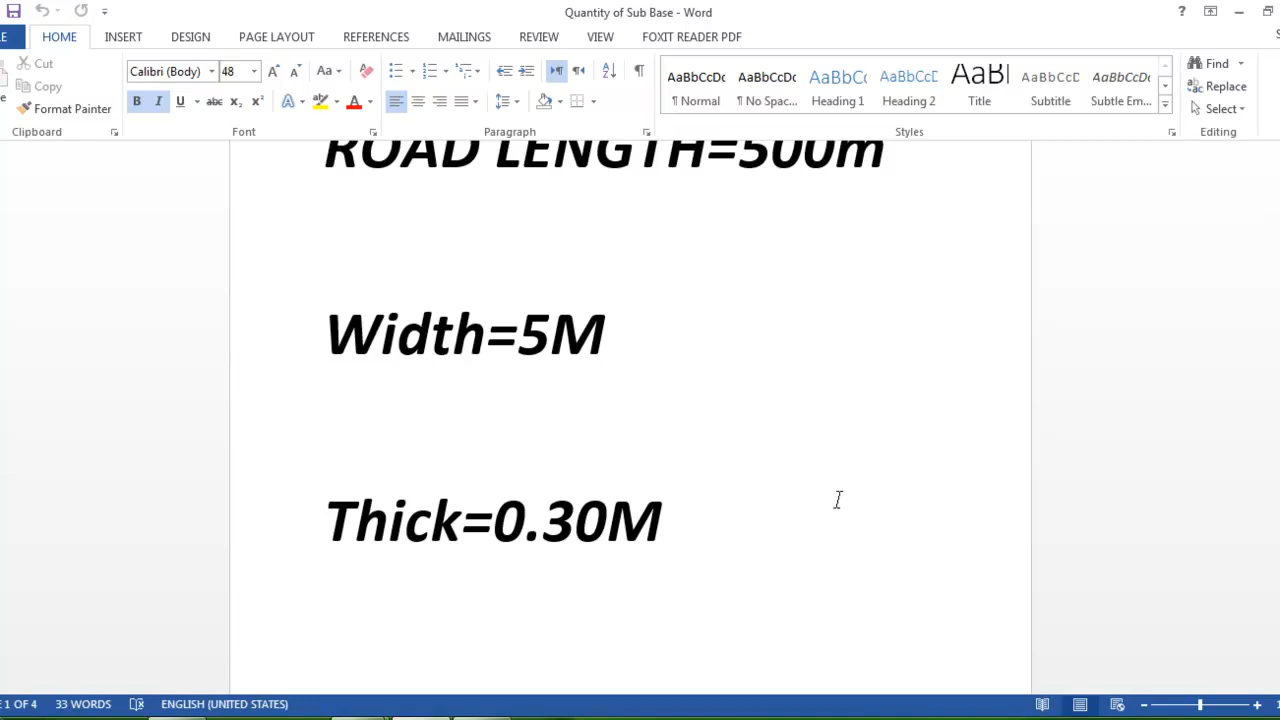 Quantity of Sub Base - Word
HOME INSERT DESIGN PAGE LAYOUT REFERENCES MAILINGS REVIEW VIEW FOXIT READER PDF
Cut
Copy
Format Painter
Clipboard
Calibri (Body) 48
Font
Paragraph
AaBbCcDc AaBbCcDc AaBbCc AaBbCcD AaB AaBbCcD AaBbCcDc
¶ Normal ¶ No Spac... Heading 1 Heading 2 Title Subtitle Subtle Em...
Styles
Find
Replace
Select
Editing
ROAD LENGTH=500m
Width=5M
Thick=0.30M
1 OF 4 33 WORDS ENGLISH (UNITED STATES)